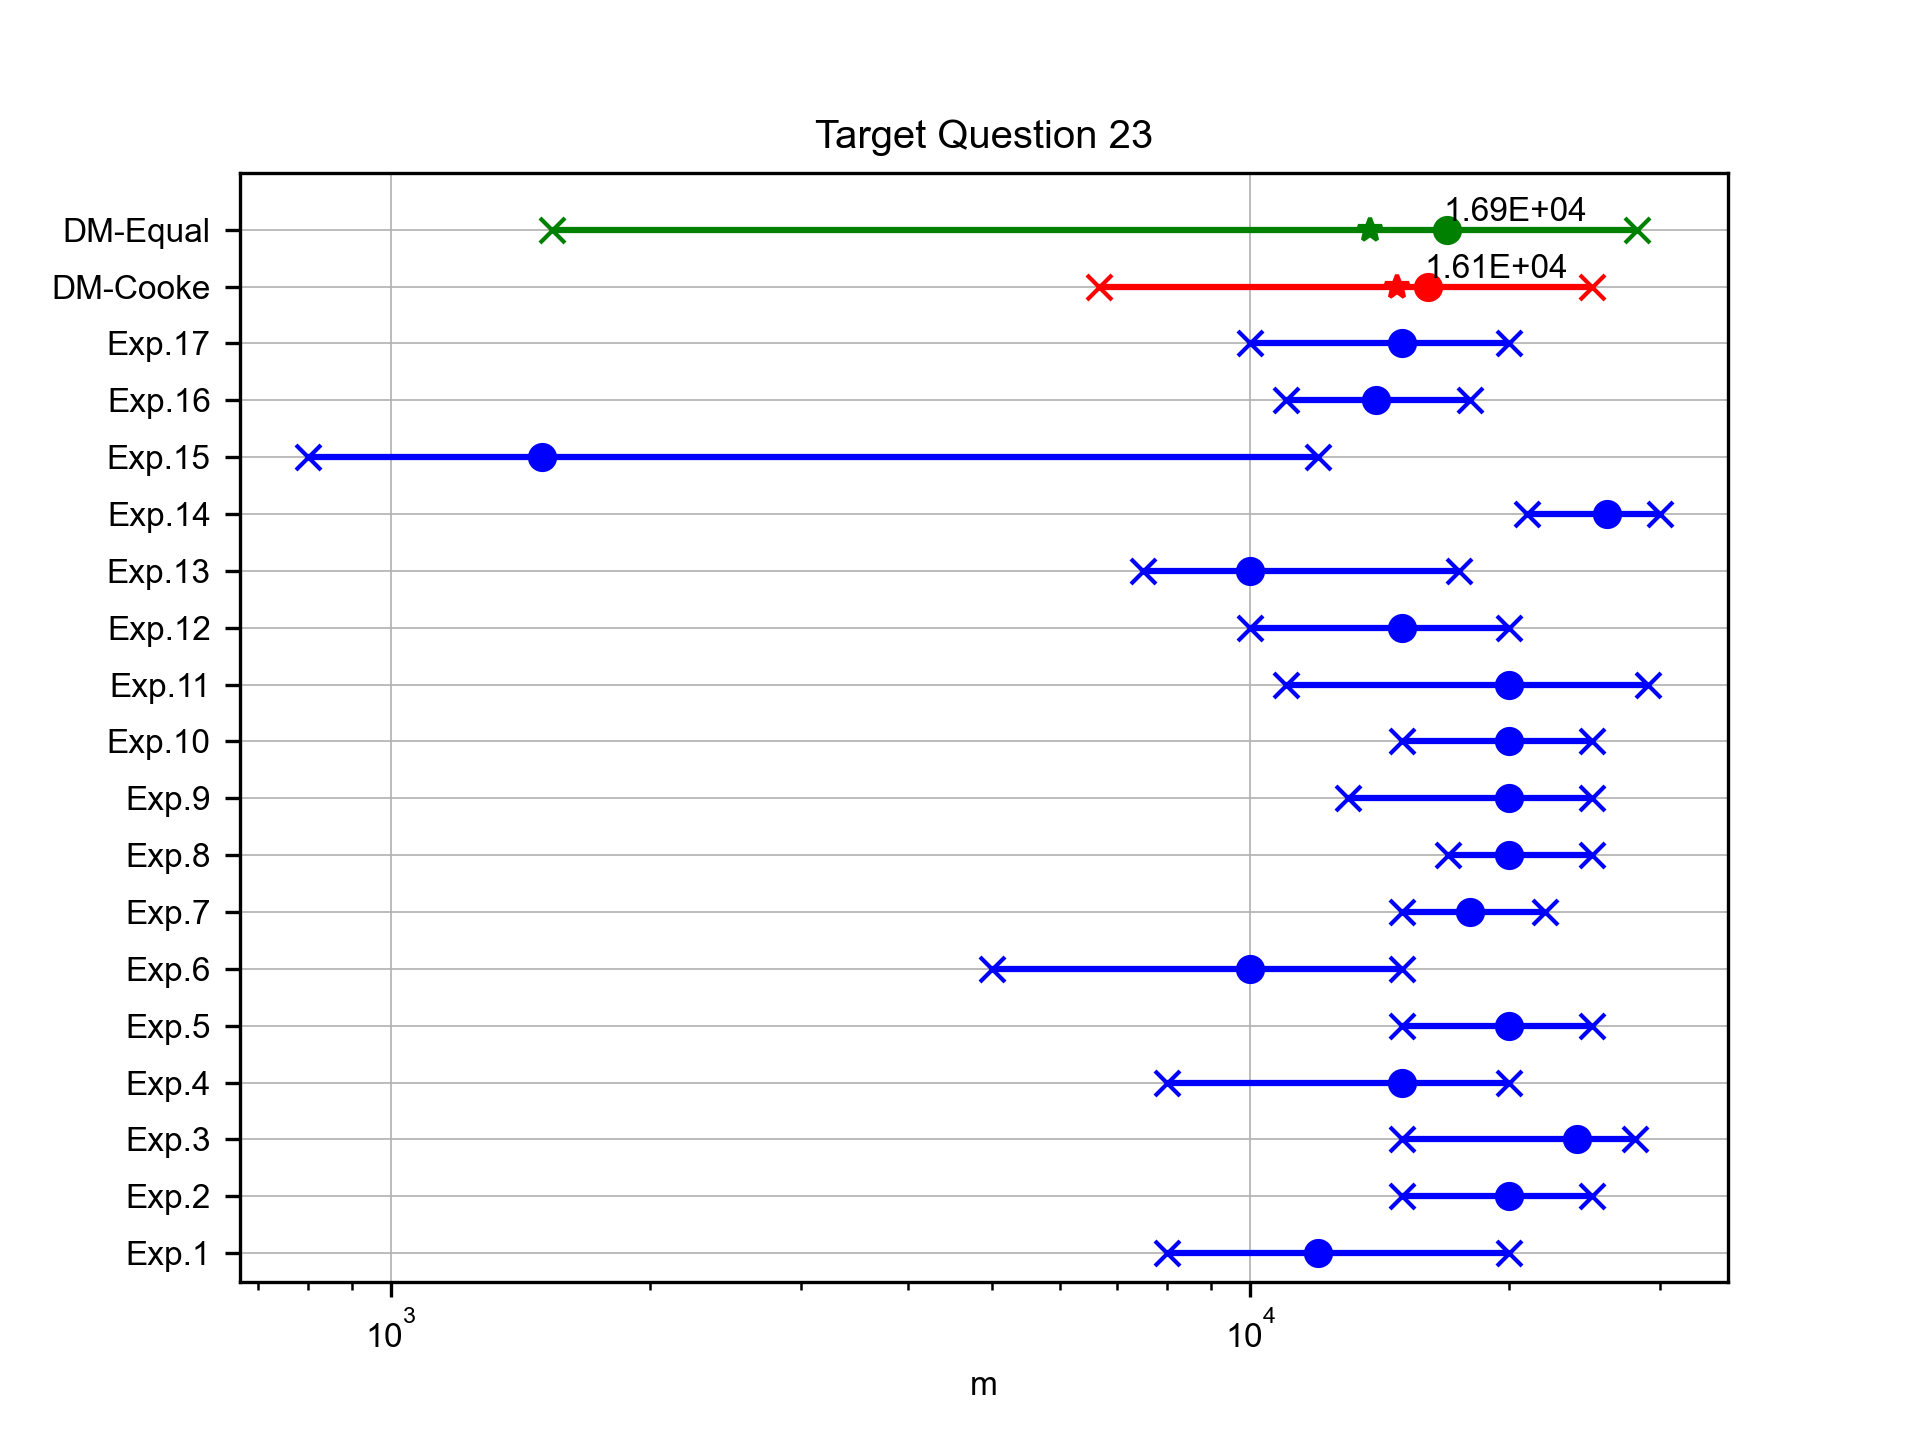 Target Question 23
DM-Equal
1.69E+04
DM-Cooke
1.61E+04
Exp.17
Exp.16
Exp.15
Exp.14
Exp.13
Exp.12
Exp.11
Exp.10
Exp.9
Exp.8
Exp.7
Exp.6
Exp.5
Exp.4
Exp.3
Exp.2
Exp.1
10³ 10⁴
m